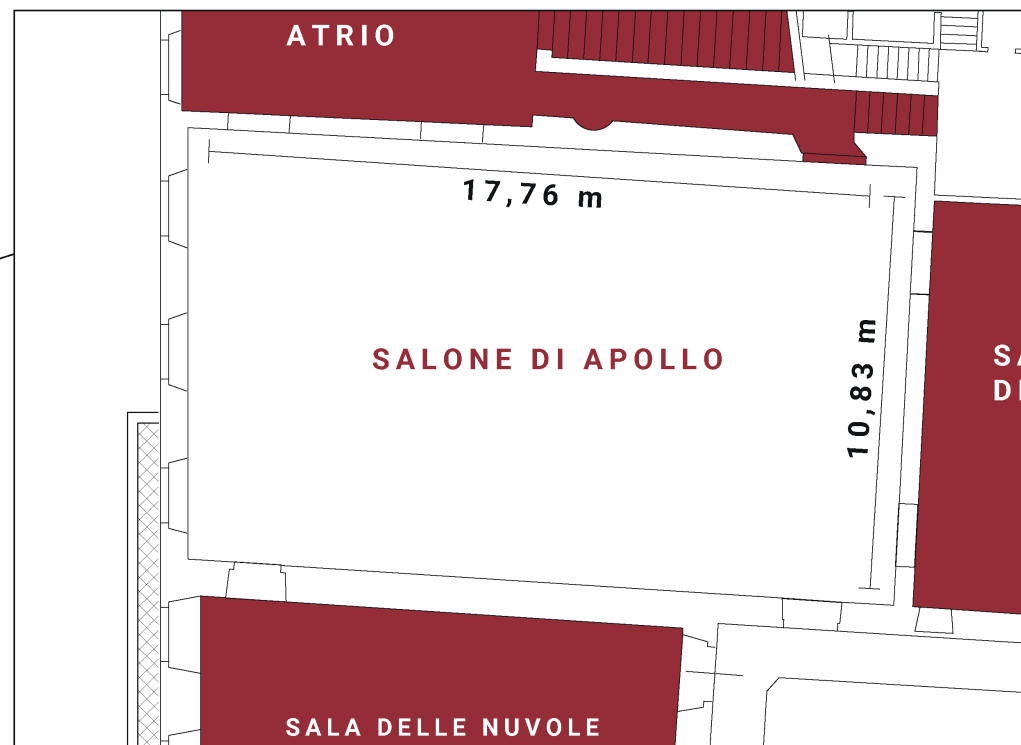 ATRIO
17,76 m
SALONE DI APOLLO
10,83 m
SALA DELLE NUVOLE